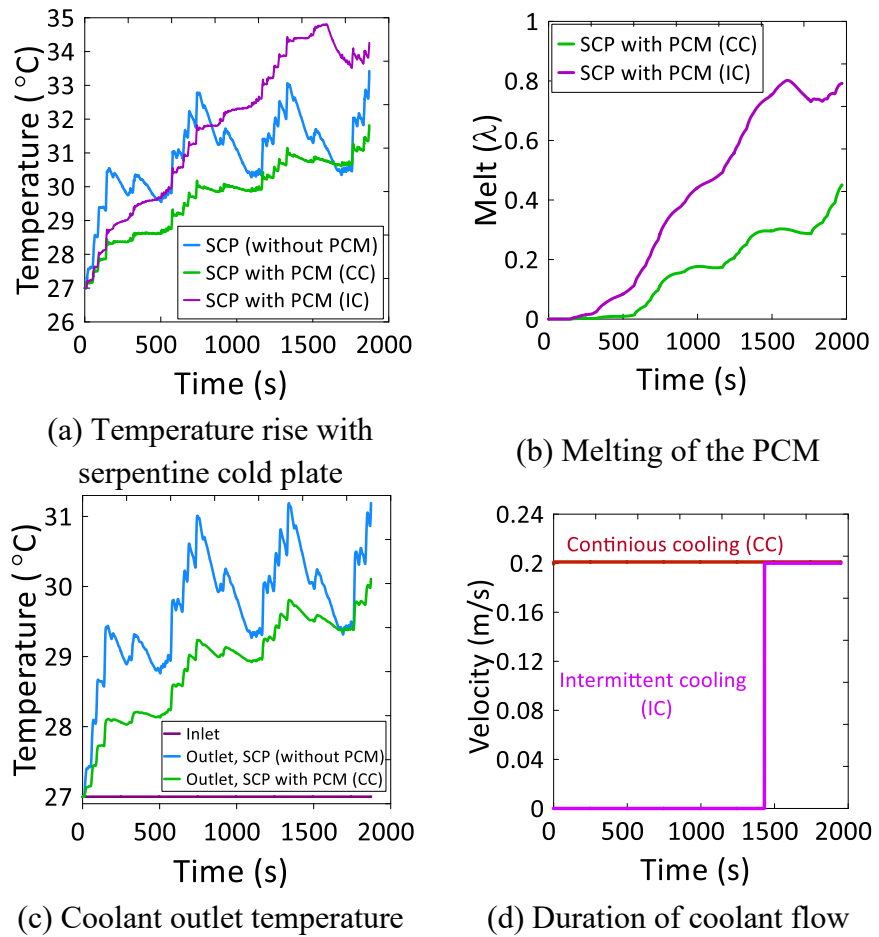 35
34
33
32
31
30
29
28
27
26
Temperature ( °C)
SCP (without PCM)
SCP with PCM (CC)
SCP with PCM (IC)
0 500 1000 1500 2000
Time (s)
(a) Temperature rise with
serpentine cold plate
1
0.8
0.6
0.4
0.2
0
Melt (λ)
SCP with PCM (CC)
SCP with PCM (IC)
0 500 1000 1500 2000
Time (s)
(b) Melting of the PCM
31
30
29
28
27
Temperature ( °C)
Inlet
Outlet, SCP (without PCM)
Outlet, SCP with PCM (CC)
0 500 1000 1500 2000
Time (s)
(c) Coolant outlet temperature
0.24
0.2
0.16
0.12
0.08
0.04
0
Velocity (m/s)
Continious cooling (CC)
Intermittent cooling
(IC)
0 500 1000 1500 2000
Time (s)
(d) Duration of coolant flow